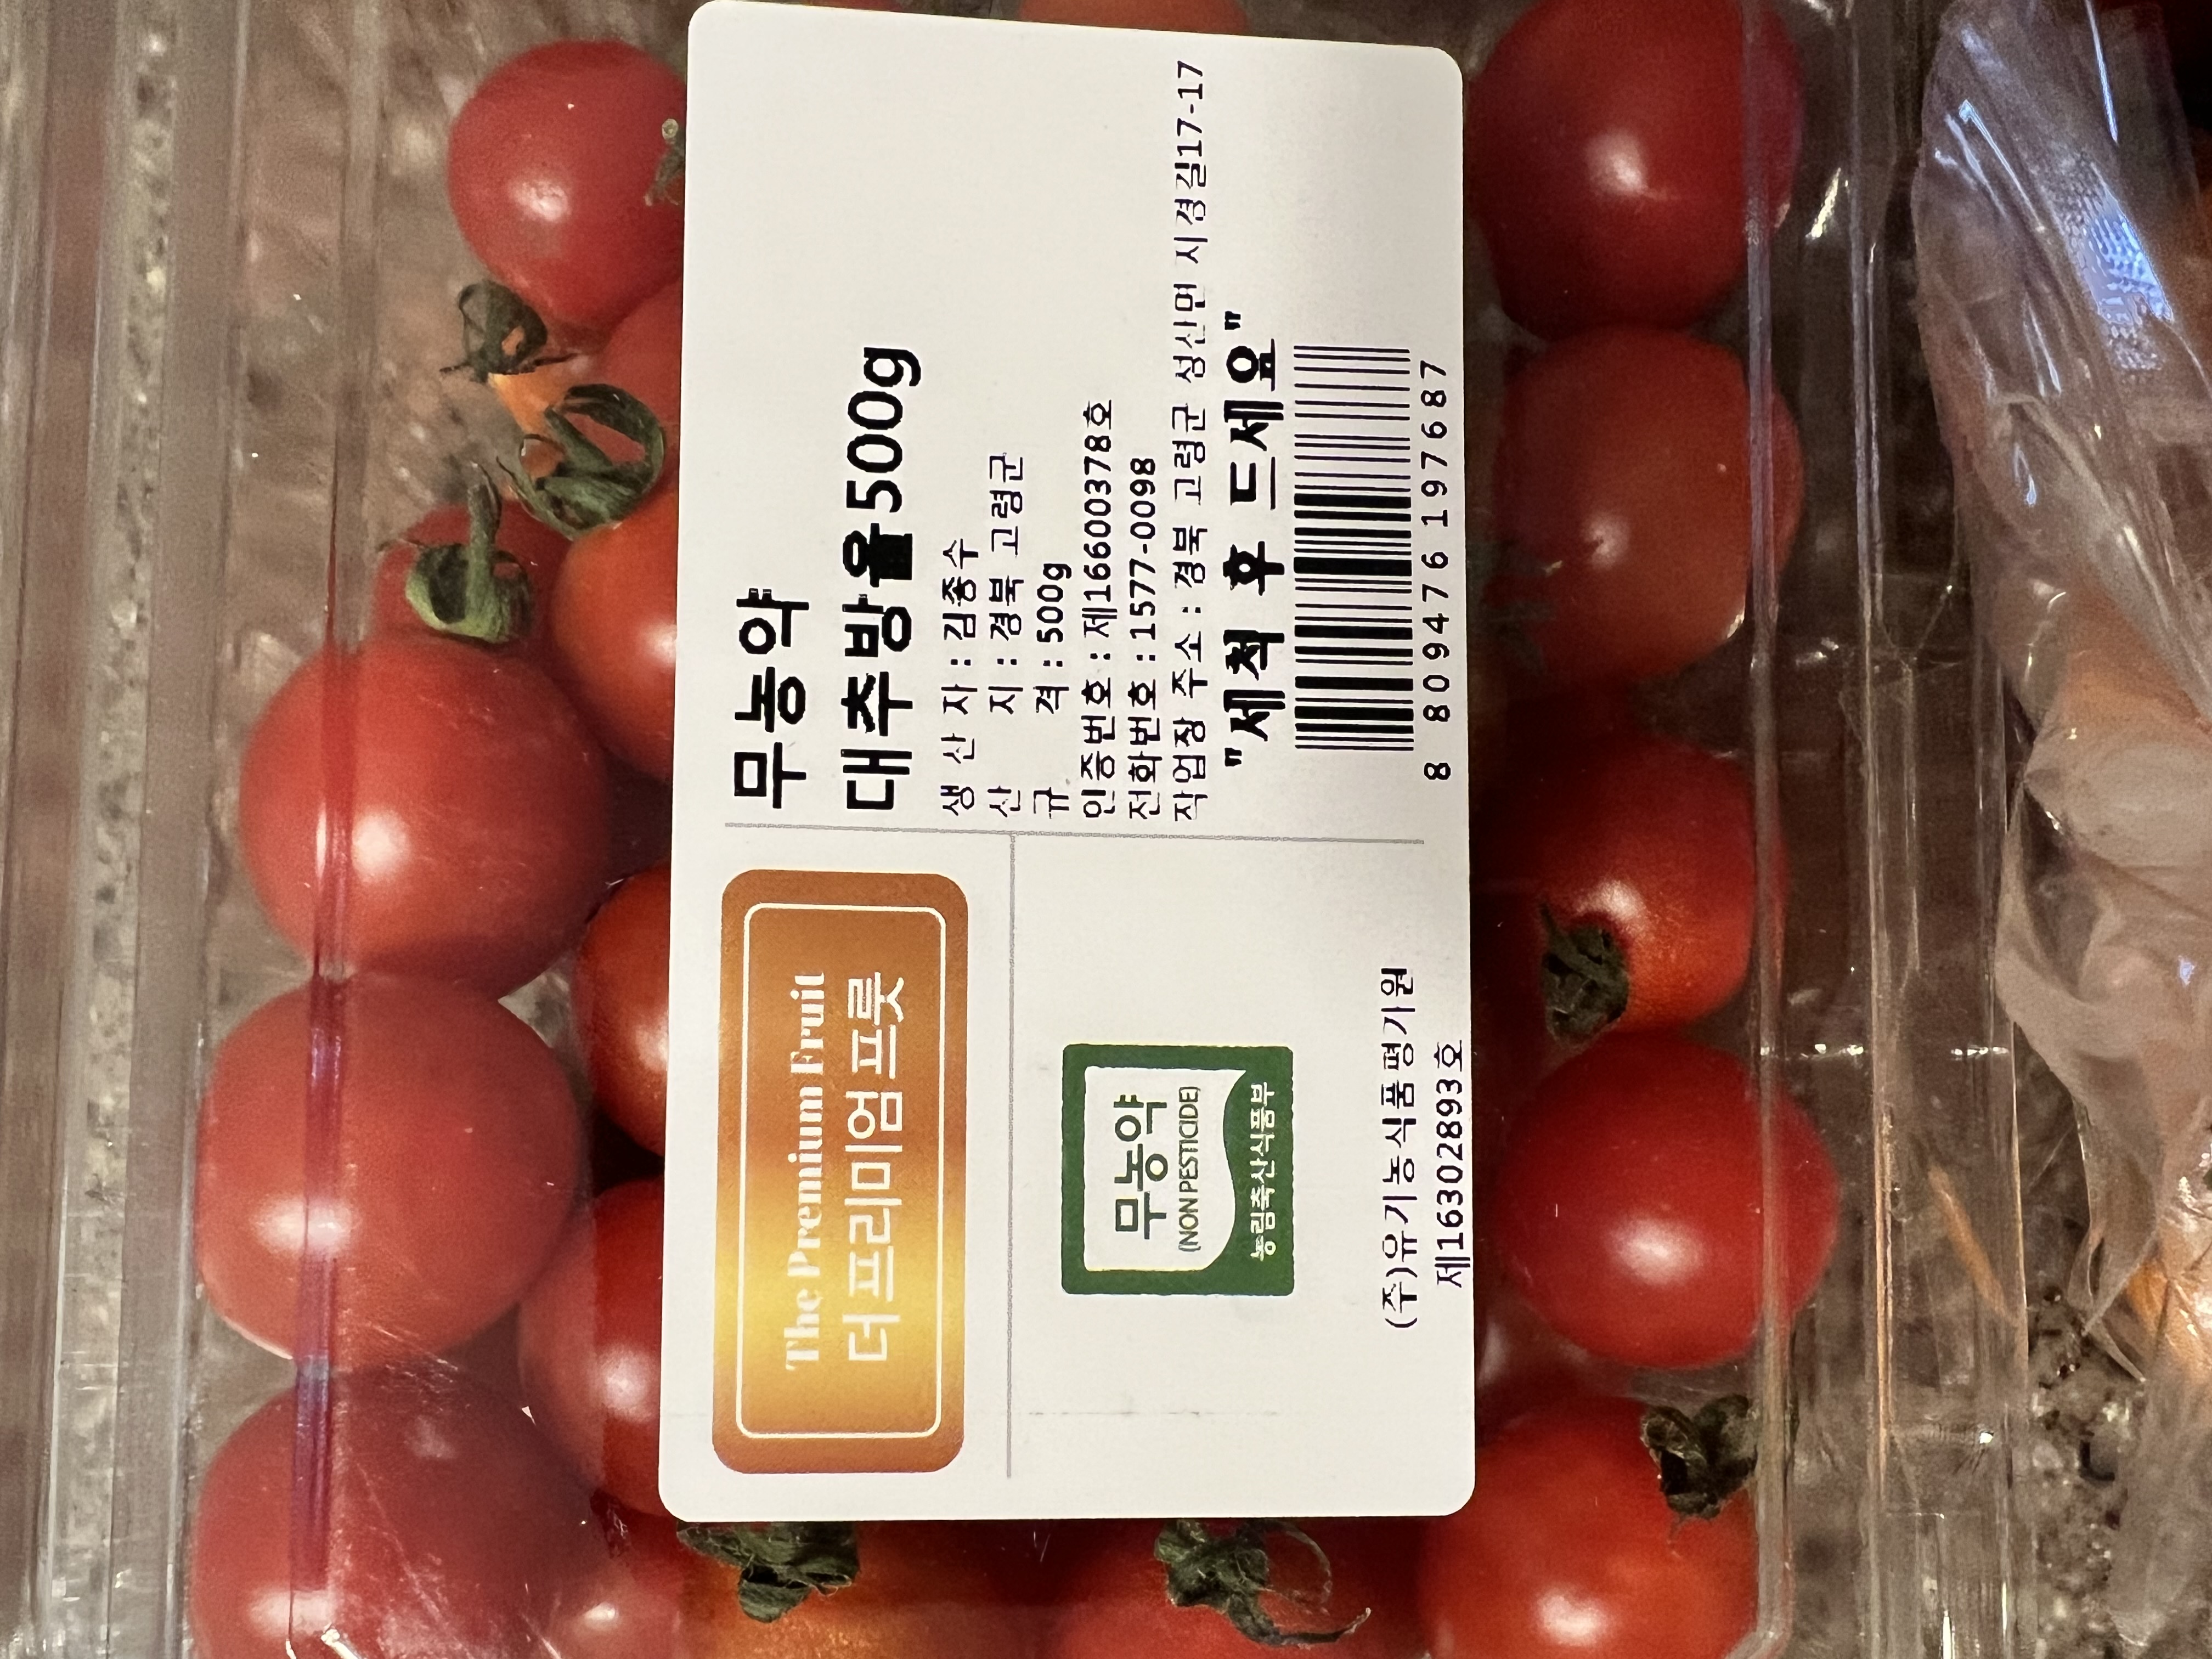 무농약
대추방울500g
생 산 자 : 김종수
산 지 : 경북 고령군
규 격 : 500g
인증번호 : 제16600378호
전화번호 : 1577-0098
작업장 주소 : 경북 고령군 성산면 시경길17-17
"세척 후 드세요"
8 809476 197687
The Premium Fruit
더 프리미엄 프룻
무농약
(NON PESTICIDE)
농림축산식품부
(주)유기농식품평가원
제163028​93호